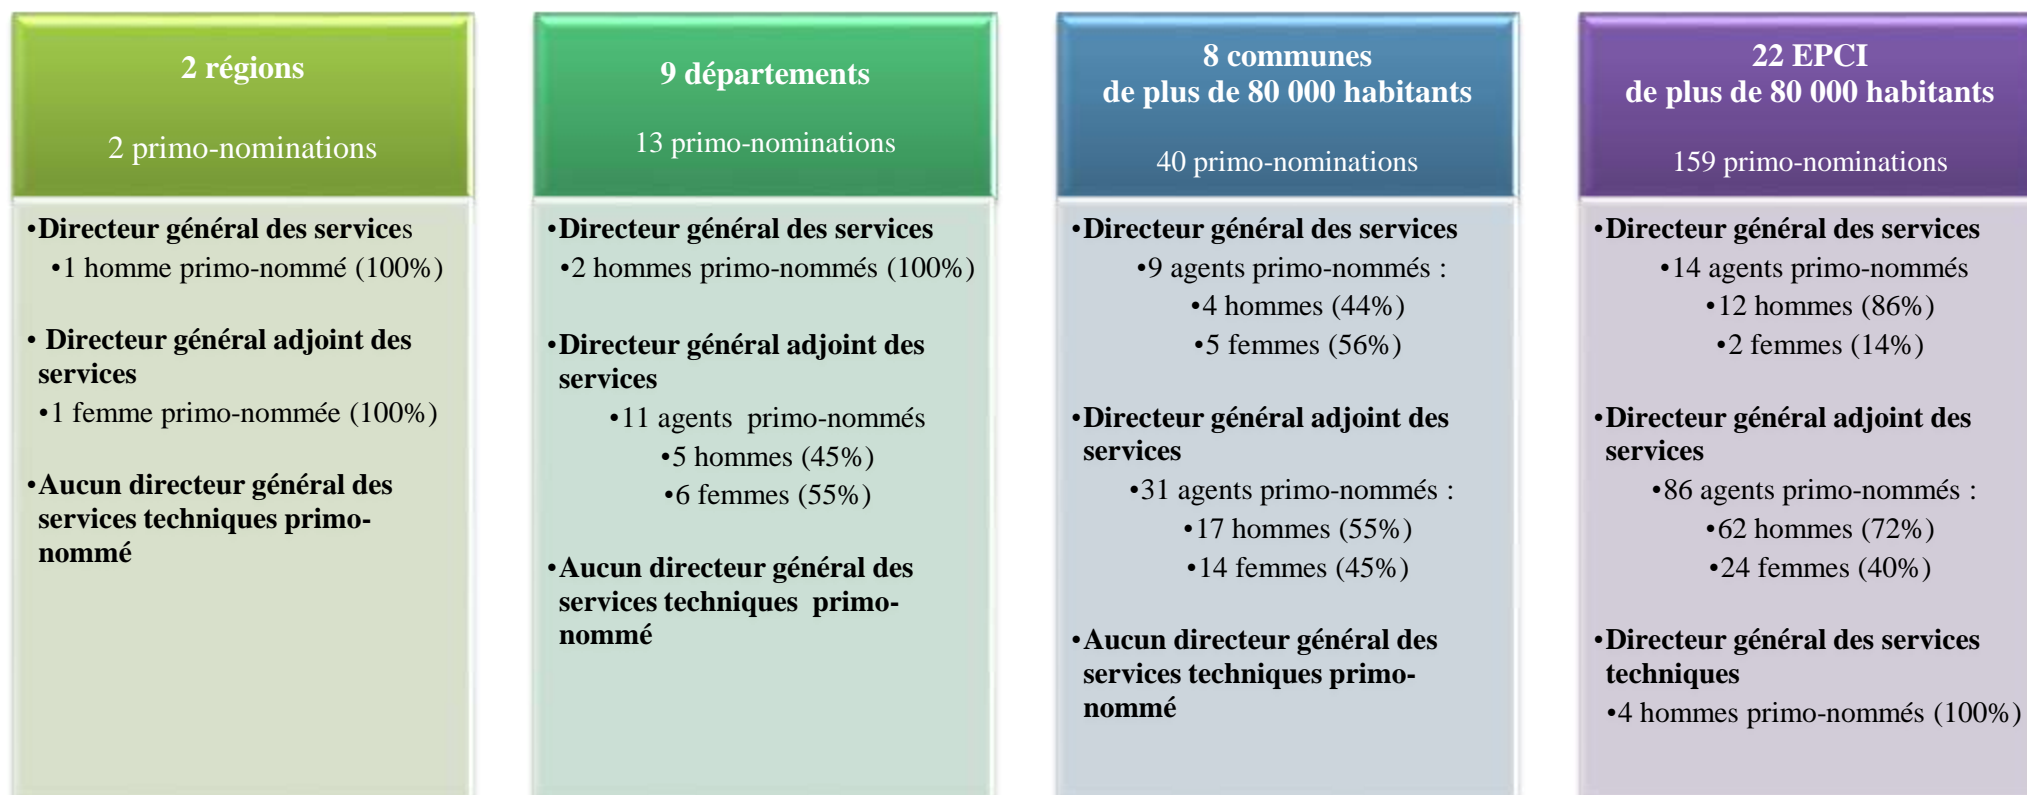 2 régions
2 primo-nominations
•Directeur général des services
•1 homme primo-nommé (100%)
• Directeur général adjoint des
services
•1 femme primo-nommée (100%)
•Aucun directeur général des
services techniques primo-
nommé
9 départements
13 primo-nominations
•Directeur général des services
•2 hommes primo-nommés (100%)
•Directeur général adjoint des
services
•11 agents primo-nommés
•5 hommes (45%)
•6 femmes (55%)
•Aucun directeur général des
services techniques primo-
nommé
8 communes
de plus de 80 000 habitants
40 primo-nominations
•Directeur général des services
•9 agents primo-nommés :
•4 hommes (44%)
•5 femmes (56%)
•Directeur général adjoint des
services
•31 agents primo-nommés :
•17 hommes (55%)
•14 femmes (45%)
•Aucun directeur général des
services techniques primo-
nommé
22 EPCI
de plus de 80 000 habitants
159 primo-nominations
•Directeur général des services
•14 agents primo-nommés
•12 hommes (86%)
•2 femmes (14%)
•Directeur général adjoint des
services
•86 agents primo-nommés :
•62 hommes (72%)
•24 femmes (40%)
•Directeur général des services
techniques
•4 hommes primo-nommés (100%)